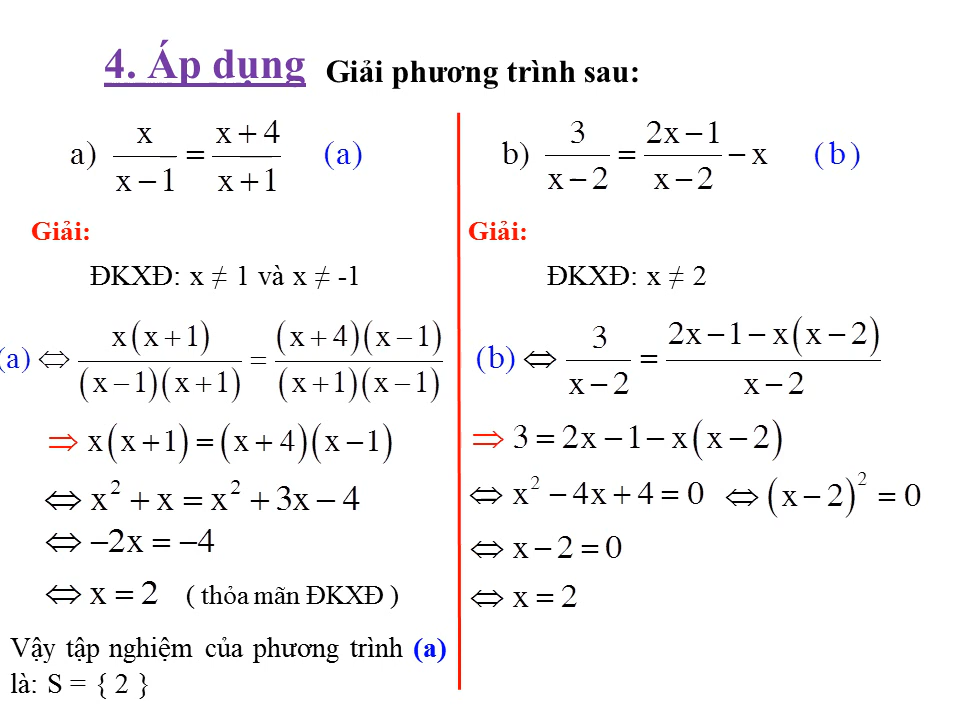 4. Áp dụng Giải phương trình sau:
a) x/(x − 1) = (x + 4)/(x + 1) (a)
Giải:
ĐKXĐ: x ≠ 1 và x ≠ -1
(a) ⇔ x(x + 1)/((x − 1)(x + 1)) = (x + 4)(x − 1)/((x + 1)(x − 1))
⇒ x(x + 1) = (x + 4)(x − 1)
⇔ x² + x = x² + 3x − 4
⇔ −2x = −4
⇔ x = 2 ( thỏa mãn ĐKXĐ )
Vậy tập nghiệm của phương trình (a)
là: S = { 2 }
b) 3/(x − 2) = (2x − 1)/(x − 2) − x ( b )
Giải:
ĐKXĐ: x ≠ 2
(b) ⇔ 3/(x − 2) = (2x − 1 − x(x − 2))/(x − 2)
⇒ 3 = 2x − 1 − x(x − 2)
⇔ x² − 4x + 4 = 0 ⇔ (x − 2)² = 0
⇔ x − 2 = 0
⇔ x = 2